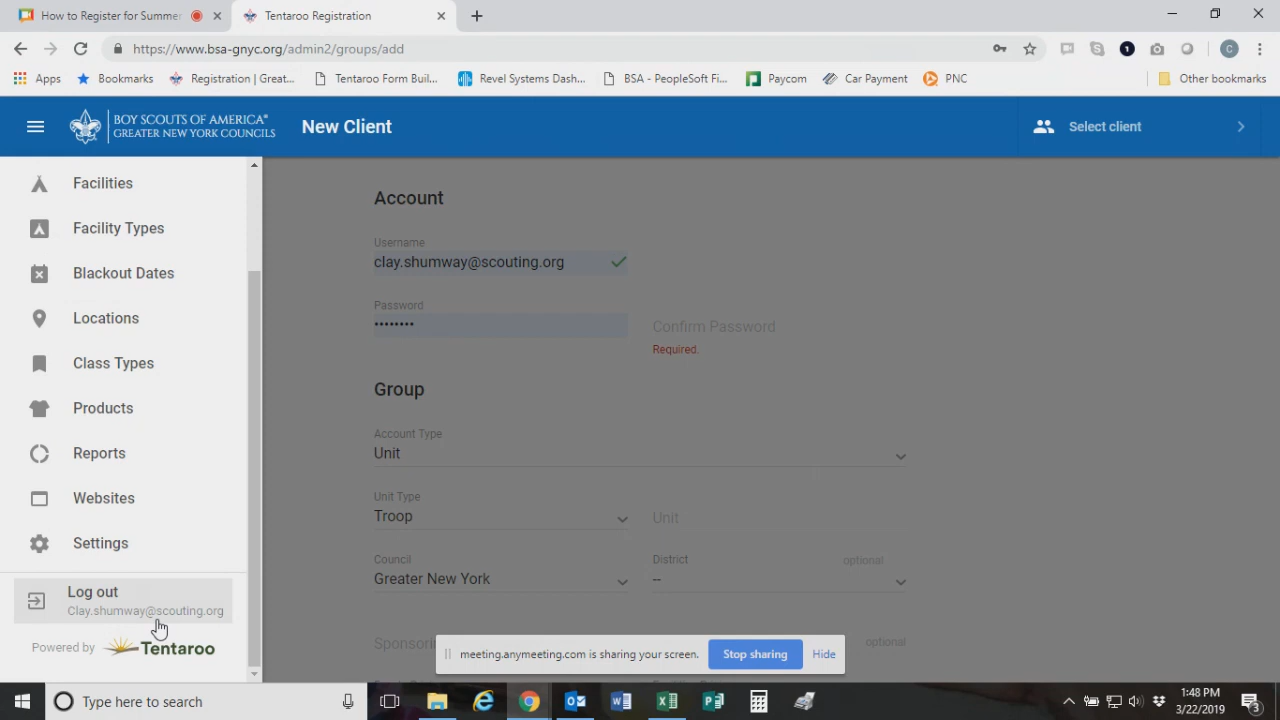 How to Register for Summer
Tentaroo Registration
https://www.bsa-gnyc.org/admin2/groups/add
1
C
Apps
Bookmarks
Registration | Great...
Tentaroo Form Buil...
Revel Systems Dash...
BSA - PeopleSoft Fi...
Paycom
Car Payment
PNC
Other bookmarks
BOY SCOUTS OF AMERICA®
GREATER NEW YORK COUNCILS
New Client
Select client
Facilities
Facility Types
Blackout Dates
Locations
Class Types
Products
Reports
Websites
Settings
Log out
Clay.shumway@scouting.org
Powered by Tentaroo
Account
Username
clay.shumway@scouting.org
Password
••••••••
Confirm Password
Required.
Group
Account Type
Unit
Unit Type
Troop
Unit
Council
Greater New York
District
optional
--
Sponsori
optional
meeting.anymeeting.com is sharing your screen.
Stop sharing
Hide
Type here to search
1:48 PM
3/22/2019
3